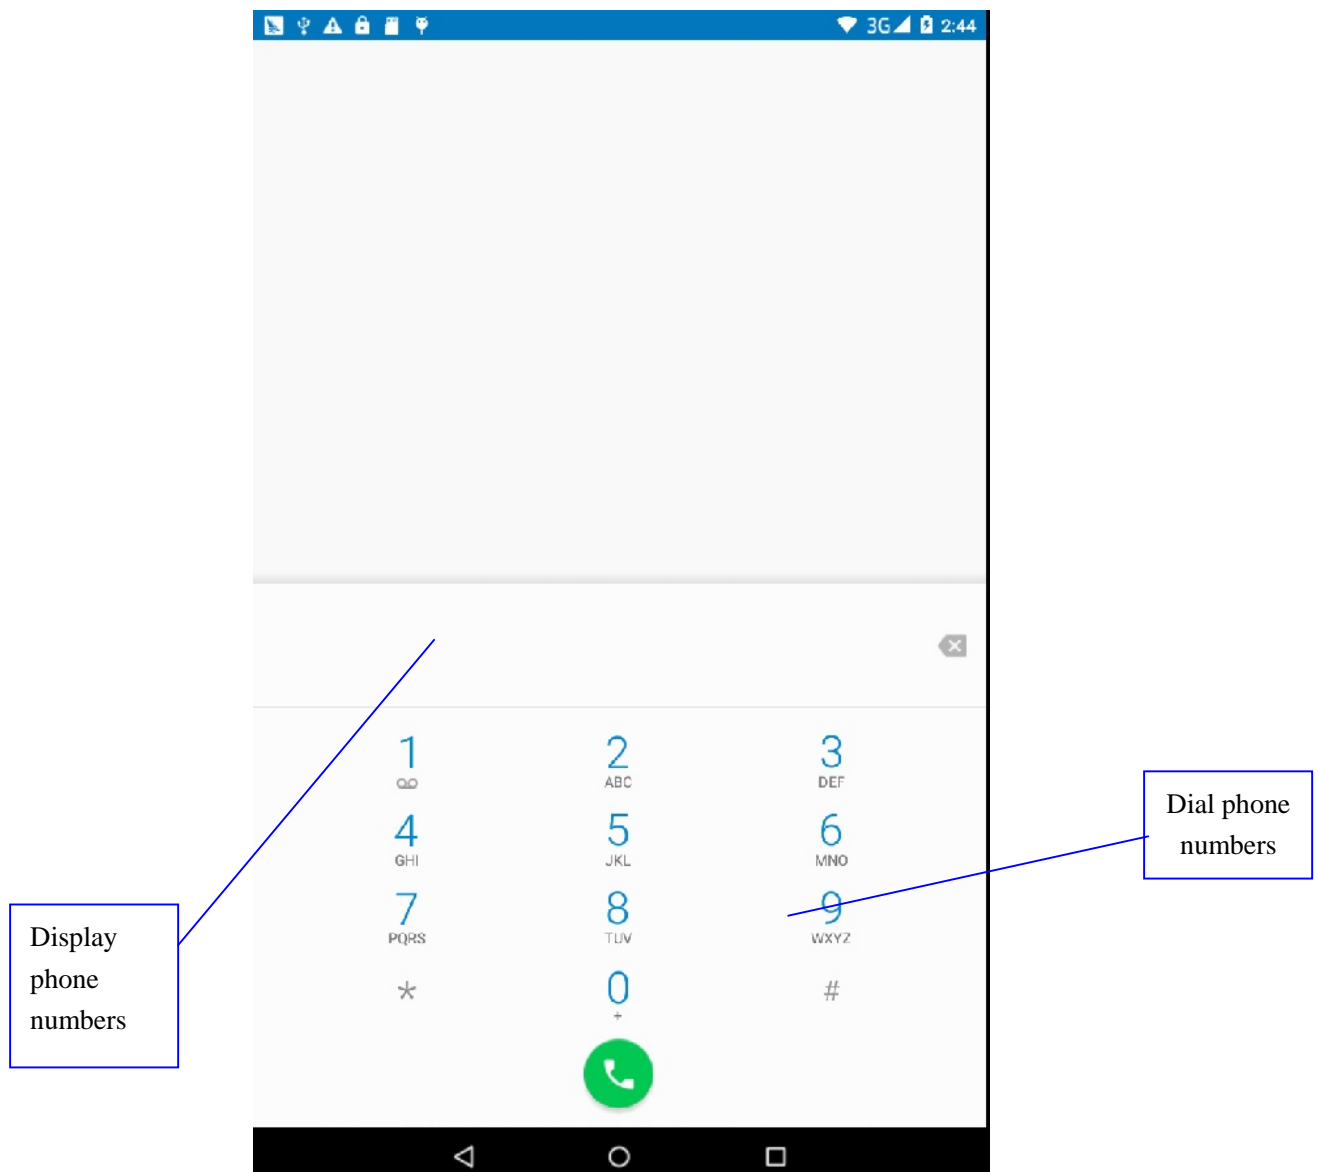 3G 2:44
1 2 ABC 3 DEF
4 GHI 5 JKL 6 MNO
7 PQRS 8 TUV 9 WXYZ
* 0 + #
Display
phone
numbers
Dial phone
numbers